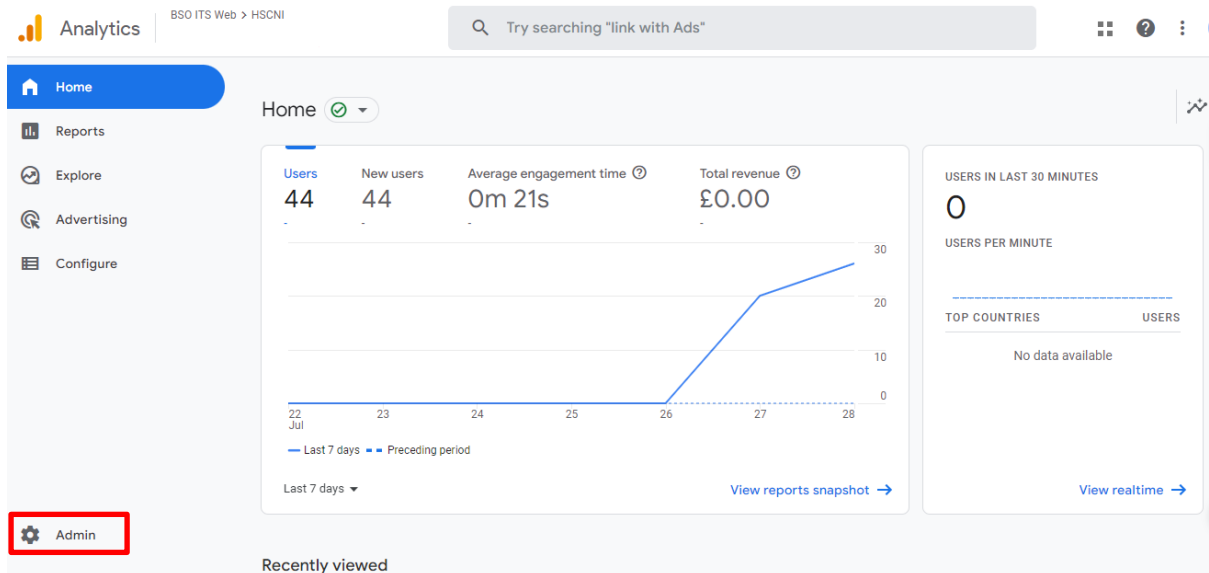 Analytics
BSO ITS Web > HSCNI
Try searching "link with Ads"
Home
Reports
Explore
Advertising
Configure
Admin
Home
Users
44
-
New users
44
-
Average engagement time
0m 21s
-
Total revenue
£0.00
-
30
20
10
0
22
Jul
23
24
25
26
27
28
Last 7 days
Preceding period
Last 7 days
View reports snapshot
USERS IN LAST 30 MINUTES
0
USERS PER MINUTE
TOP COUNTRIES USERS
No data available
View realtime
Recently viewed